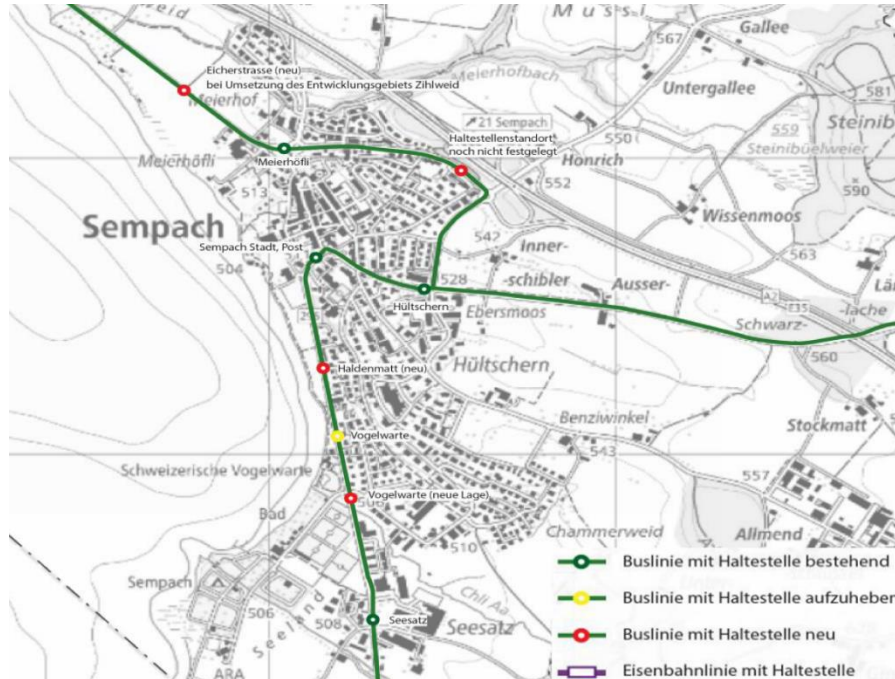 Mussi
Gallee
567
Eicherstrasse (neu)
bei Umsetzung des Entwicklungsgebiets Zihlweid
Meierhof
Meierhofbach
Untergallee
581
21 Sempach
Haltestellenstandort
noch nicht festgelegt
550
559
Steinib
Steinibüelweier
Meierhöfli
Meierhöfli
Honrich
552
590
513
Sempach
Wissenmoos
542
Inner-
-schibler
563
Sempach Stadt, Post
504
528
Ausser-
A2
E35
Lä
Hültschern
Ebersmoos
Schwarz-
-lache
560
Haldenmatt (neu)
Hültschern
Benziwinkel
Stockmatt
Vogelwarte
543
Schweizerische Vogelwarte
557
Vogelwarte (neue Lage)
Bad
Chammerweid
Allmend
510
Sempach
506
Seeland
508
Chli Aa
Seesatz
Seesatz
ARA
Buslinie mit Haltestelle bestehend
Buslinie mit Haltestelle aufzuheben
Buslinie mit Haltestelle neu
Eisenbahnlinie mit Haltestelle